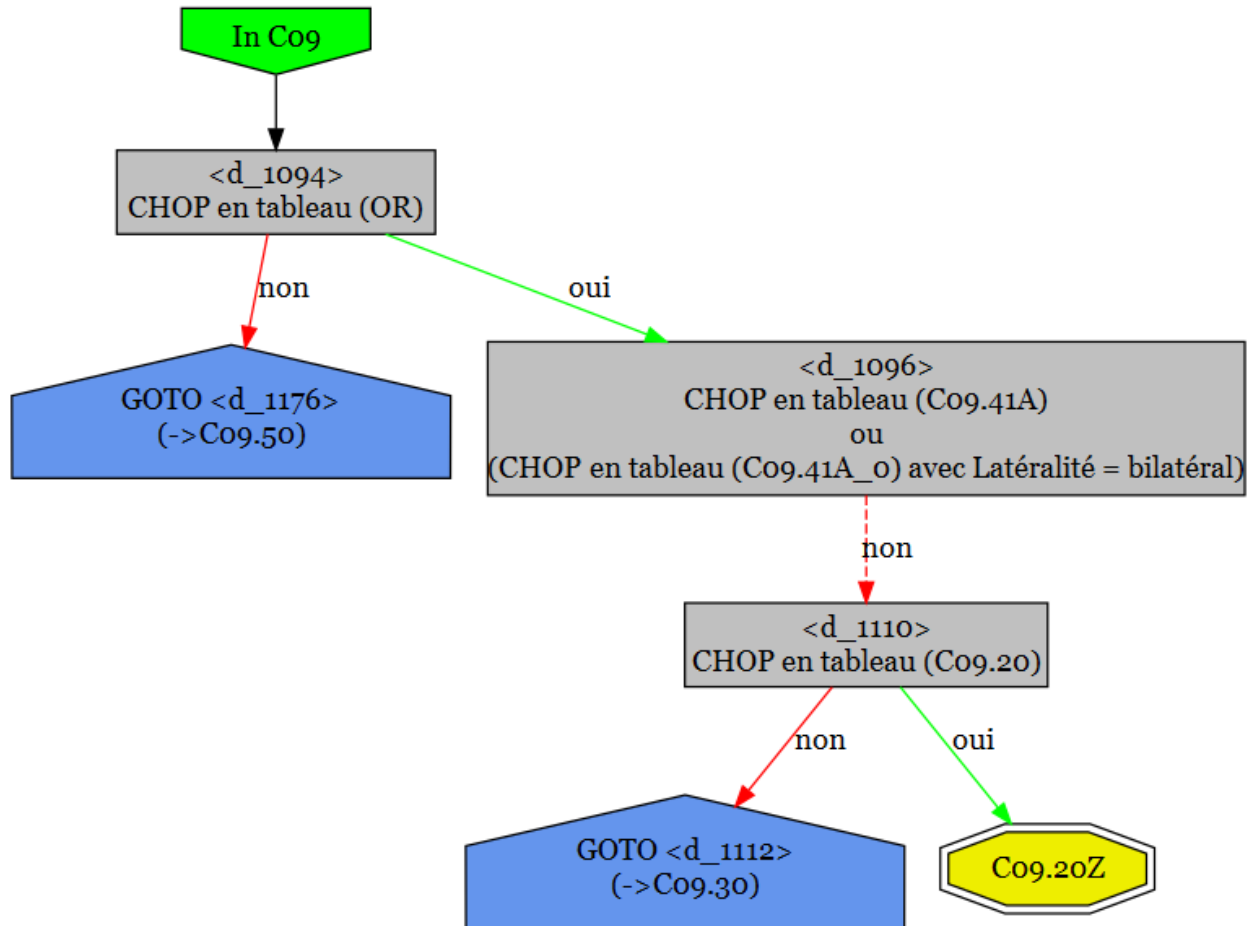 In C09
<d_1094>
CHOP en tableau (OR)
non
oui
GOTO <d_1176>
(->C09.50)
<d_1096>
CHOP en tableau (C09.41A)
ou
(CHOP en tableau (C09.41A_0) avec Latéralité = bilatéral)
non
<d_1110>
CHOP en tableau (C09.20)
non
oui
GOTO <d_1112>
(->C09.30)
C09.20Z